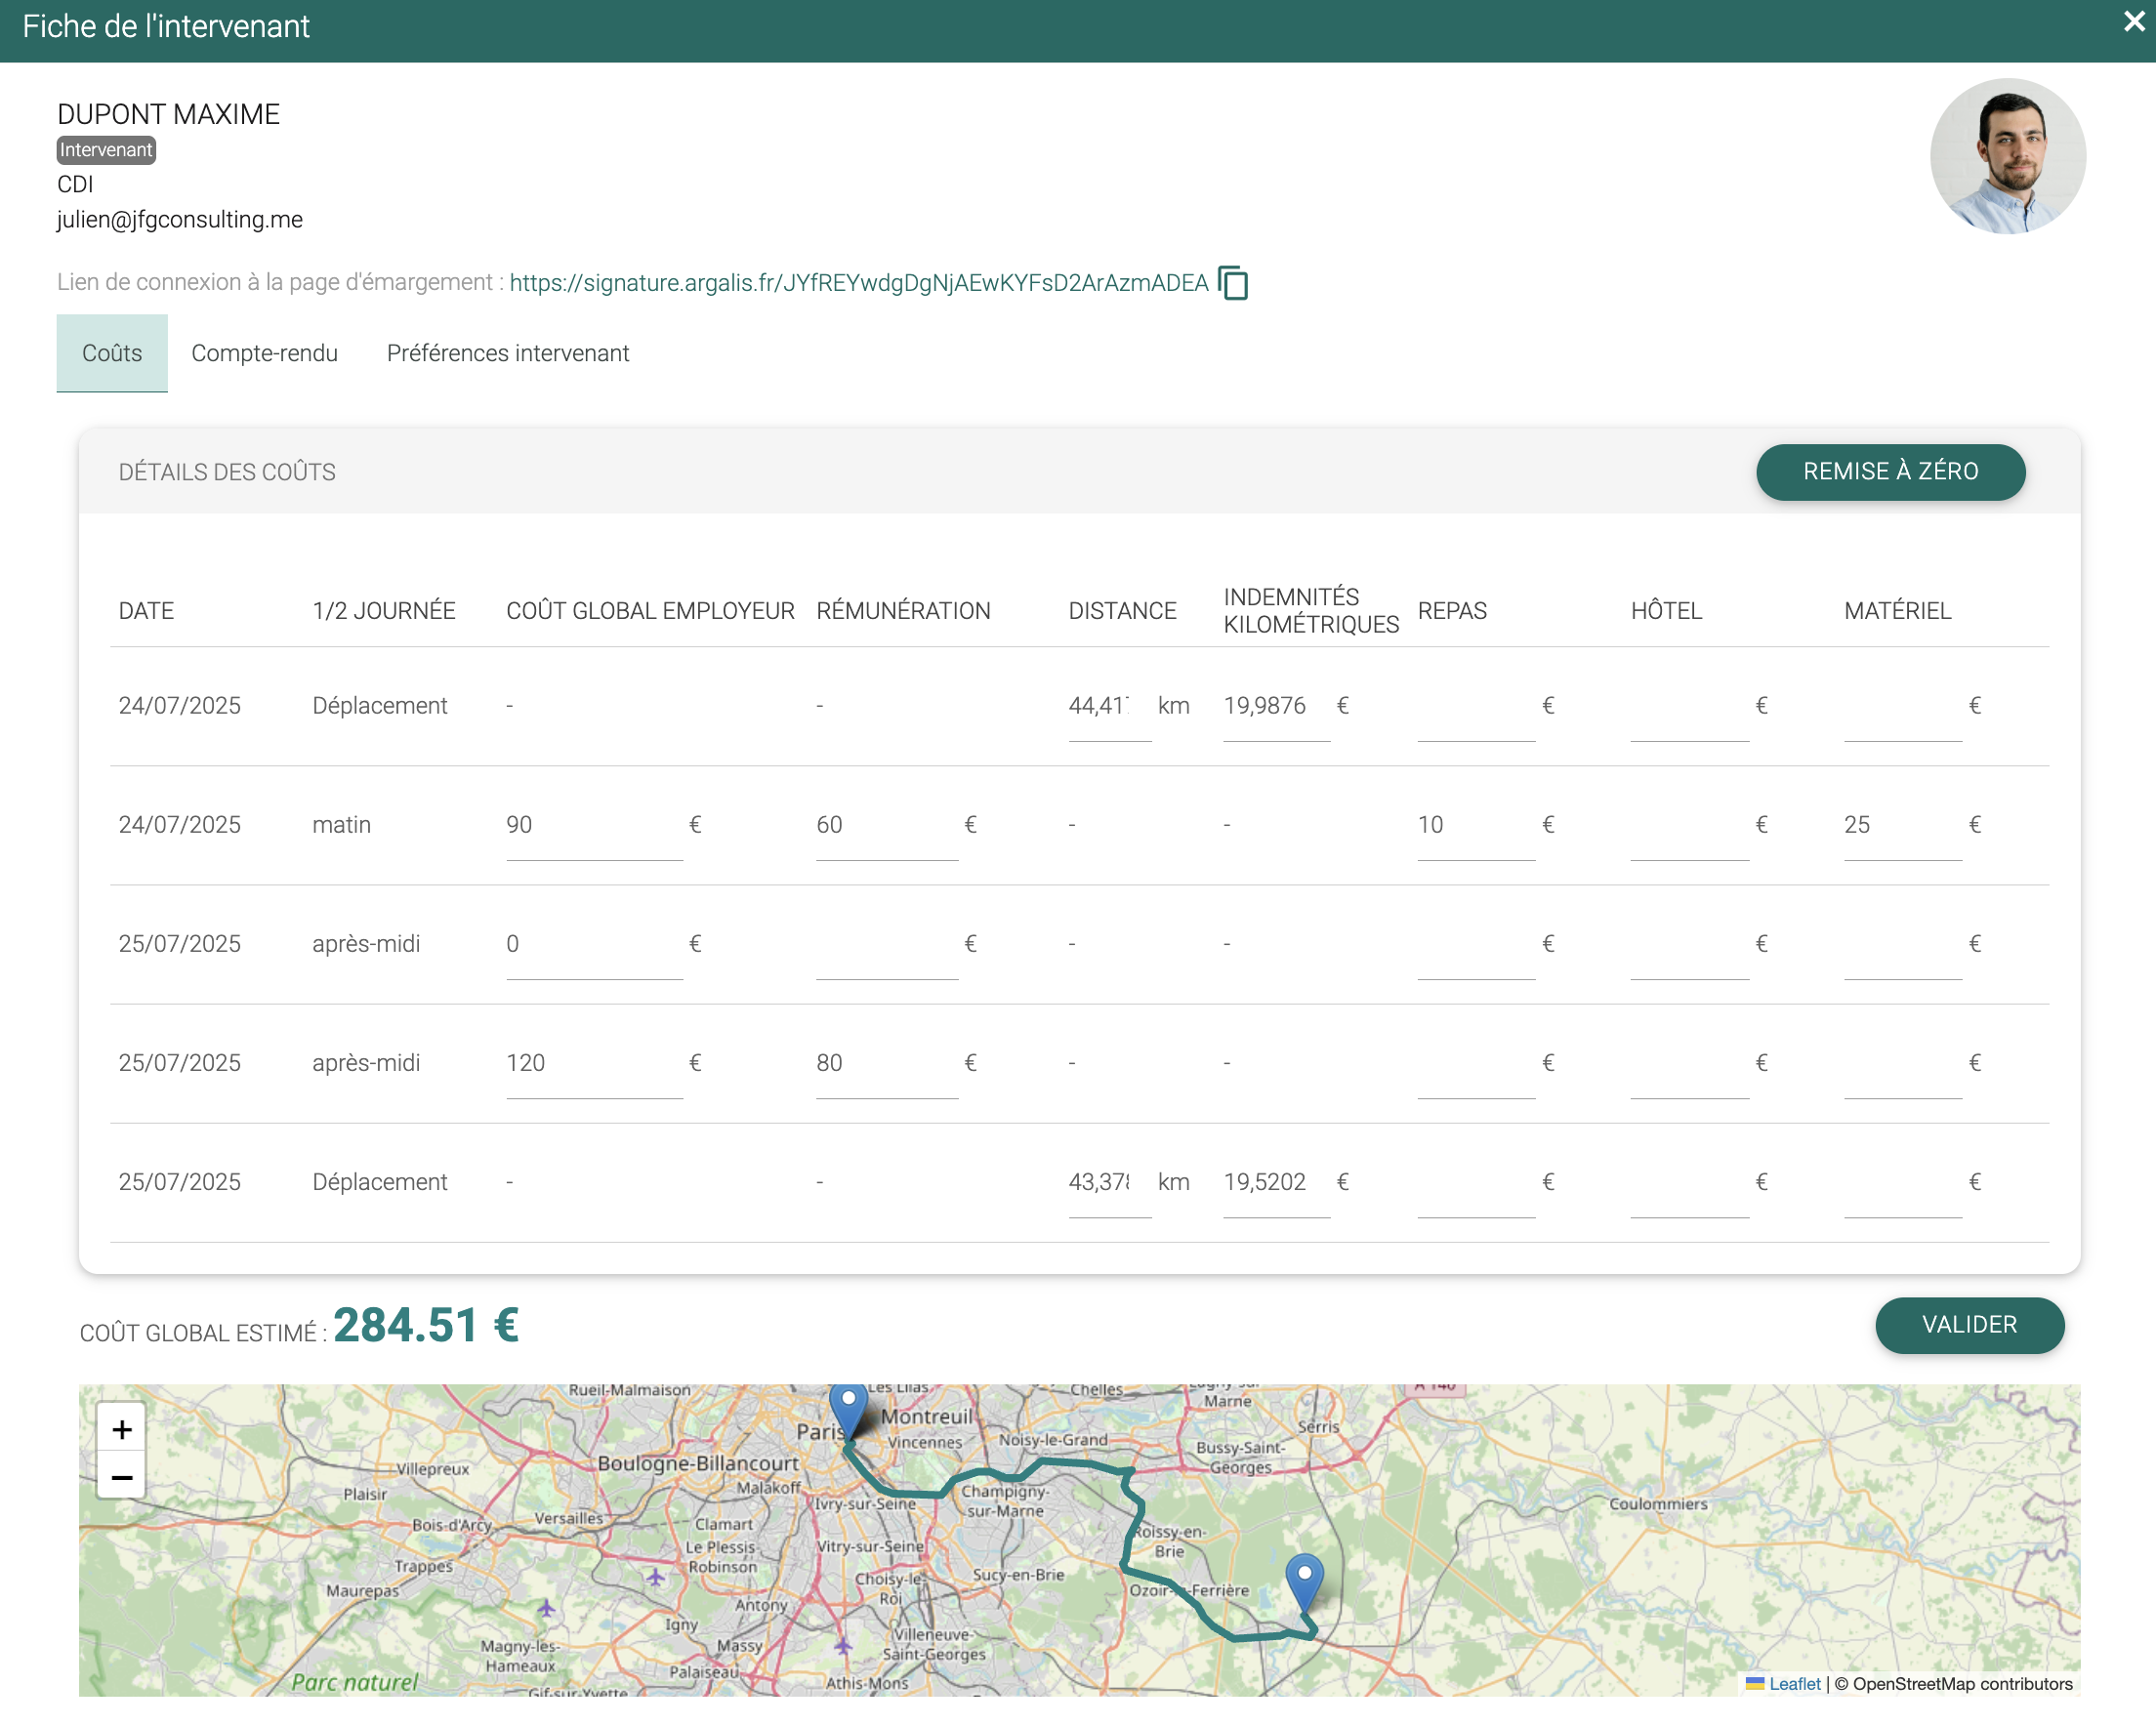 Fiche de l'intervenant
DUPONT MAXIME
Intervenant
CDI
julien@jfgconsulting.me
Lien de connexion à la page d'émargement : https://signature.argalis.fr/JYfREYwdgDgNjAEwKYFsD2ArAzmADEA
Coûts Compte-rendu Préférences intervenant
DÉTAILS DES COÛTS REMISE À ZÉRO
DATE 1/2 JOURNÉE COÛT GLOBAL EMPLOYEUR RÉMUNÉRATION DISTANCE INDEMNITÉS KILOMÉTRIQUES REPAS HÔTEL MATÉRIEL
24/07/2025 Déplacement - - 44,41 km 19,9876 € € € €
24/07/2025 matin 90 € 60 € - - 10 € € 25 €
25/07/2025 après-midi 0 € € - - € € €
25/07/2025 après-midi 120 € 80 € - - € € €
25/07/2025 Déplacement - - 43,37 km 19,5202 € € € €
COÛT GLOBAL ESTIMÉ : 284.51 € VALIDER
+
−
Rueil-Malmaison
Les Lilas
Chelles
Marne
A 140
Paris
Montreuil
Vincennes
Noisy-le-Grand
Serris
Bussy-Saint-
Georges
Boulogne-Billancourt
Villepreux
Malakoff
Plaisir
Ivry-sur-Seine
Champigny-
sur-Marne
Coulommiers
Bois-d'Arcy
Versailles
Clamart
Le Plessis-
Robinson
Vitry-sur-Seine
Roissy-en-
Brie
Trappes
Maurepas
Choisy-le-
Roi
Sucy-en-Brie
Ozoir-la-Ferrière
Antony
Igny
Massy
Magny-les-
Hameaux
Villeneuve-
Saint-Georges
Palaiseau
Parc naturel
Gif-sur-Yvette
Athis-Mons
Leaflet | © OpenStreetMap contributors